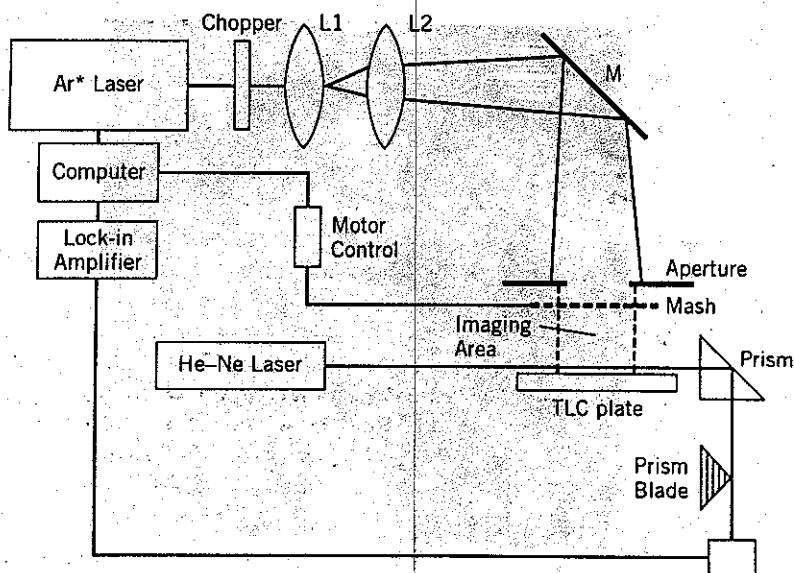 Chopper
L1
L2
Ar* Laser
M
Computer
Lock-in
Amplifier
Motor
Control
Aperture
Mash
Imaging
Area
He–Ne Laser
Prism
TLC plate
Prism
Blade